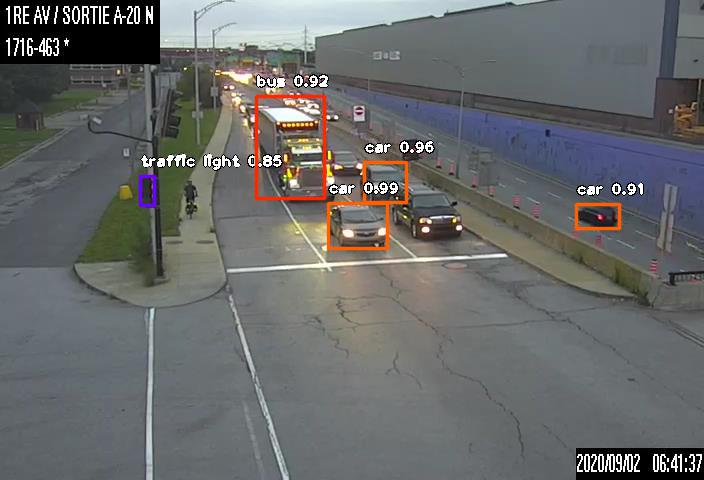 1RE AV / SORTIE A-20 N
1716-463 *
bus 0.92
car 0.96
traffic light 0.85
car 0.99
car 0.91
2020/09/02 06:41:37